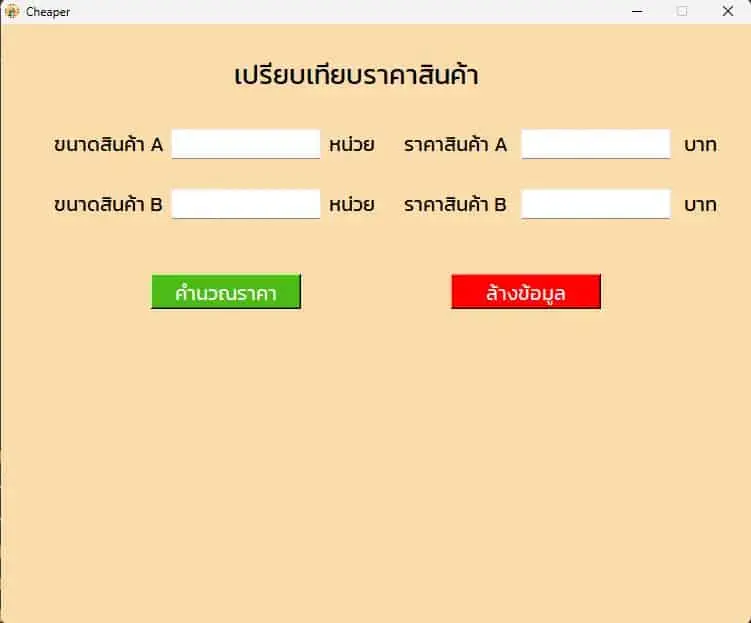 Cheaper
เปรียบเทียบราคาสินค้า
ขนาดสินค้า A หน่วย ราคาสินค้า A บาท
ขนาดสินค้า B หน่วย ราคาสินค้า B บาท
คำนวณราคา ล้างข้อมูล